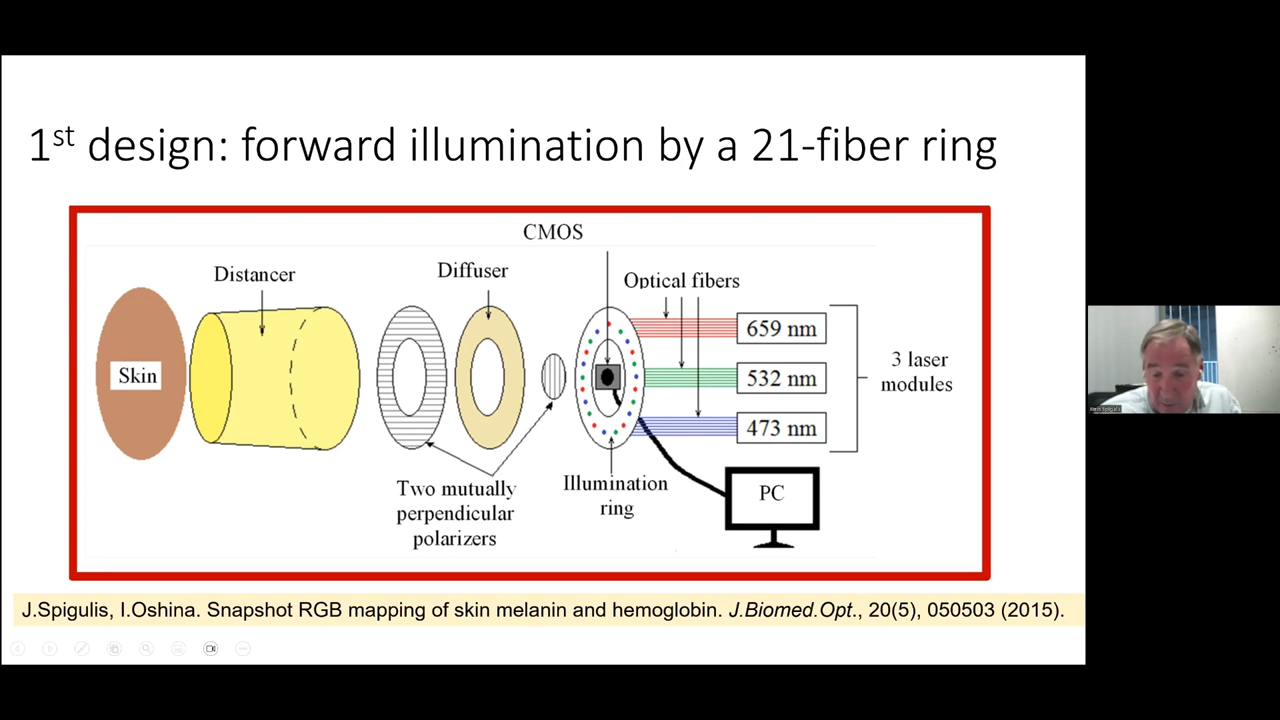 1st design: forward illumination by a 21-fiber ring
CMOS
Distancer
Diffuser
Optical fibers
Skin
659 nm
532 nm
473 nm
3 laser
modules
Two mutually
perpendicular
polarizers
Illumination
ring
PC
J.Spigulis, I.Oshina. Snapshot RGB mapping of skin melanin and hemoglobin. J.Biomed.Opt., 20(5), 050503 (2015).